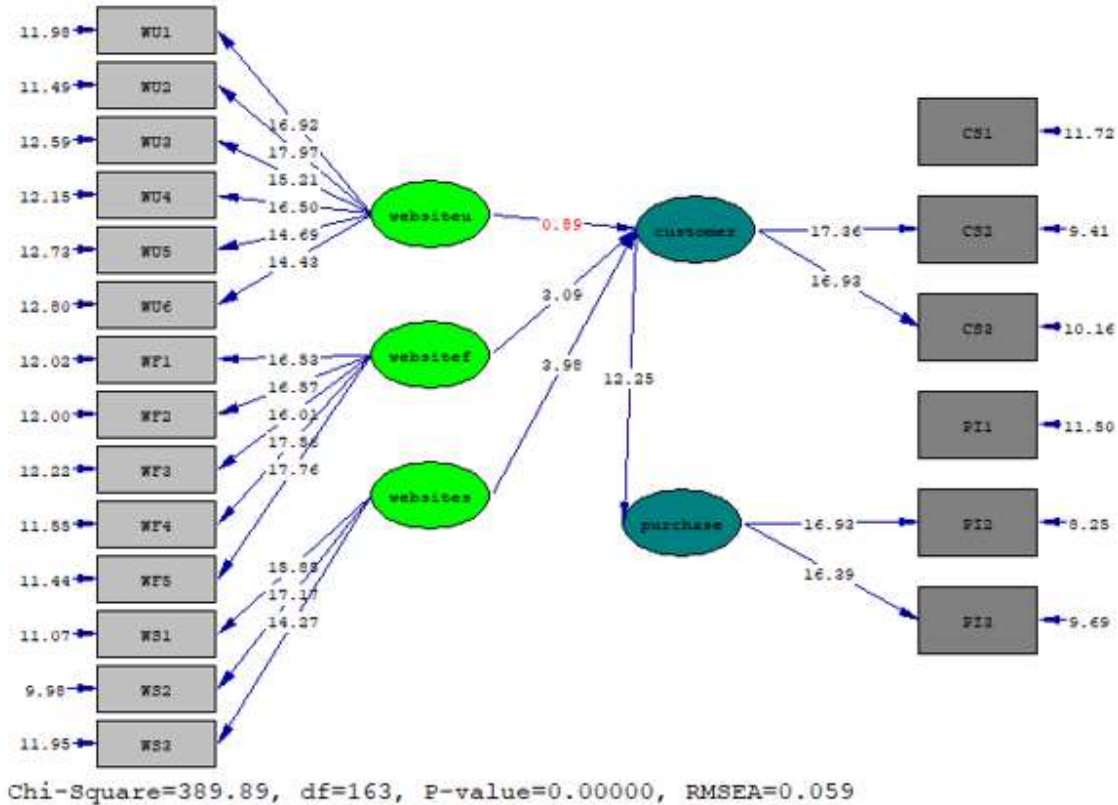 11.98 WU1
11.49 WU2
12.59 WU3
12.15 WU4
12.73 WU5
12.80 WU6
12.02 WF1
12.00 WF2
12.22 WF3
WF4
11.44 WF5
11.07 WS1
9.98 WS2
11.95 WS3
16.92
17.97
15.21
16.50
14.69
14.43
16.53
16.57
16.01
17.76
17.17
14.27
websiteu
websitef
websites
0.89
3.09
3.98
customer
12.25
purchase
17.36
16.93
16.93
16.39
CS1 11.72
CS2 9.41
CS3 10.16
PI1 11.50
PI2 8.25
PI3 9.69
Chi-Square=389.89, df=163, P-value=0.00000, RMSEA=0.059